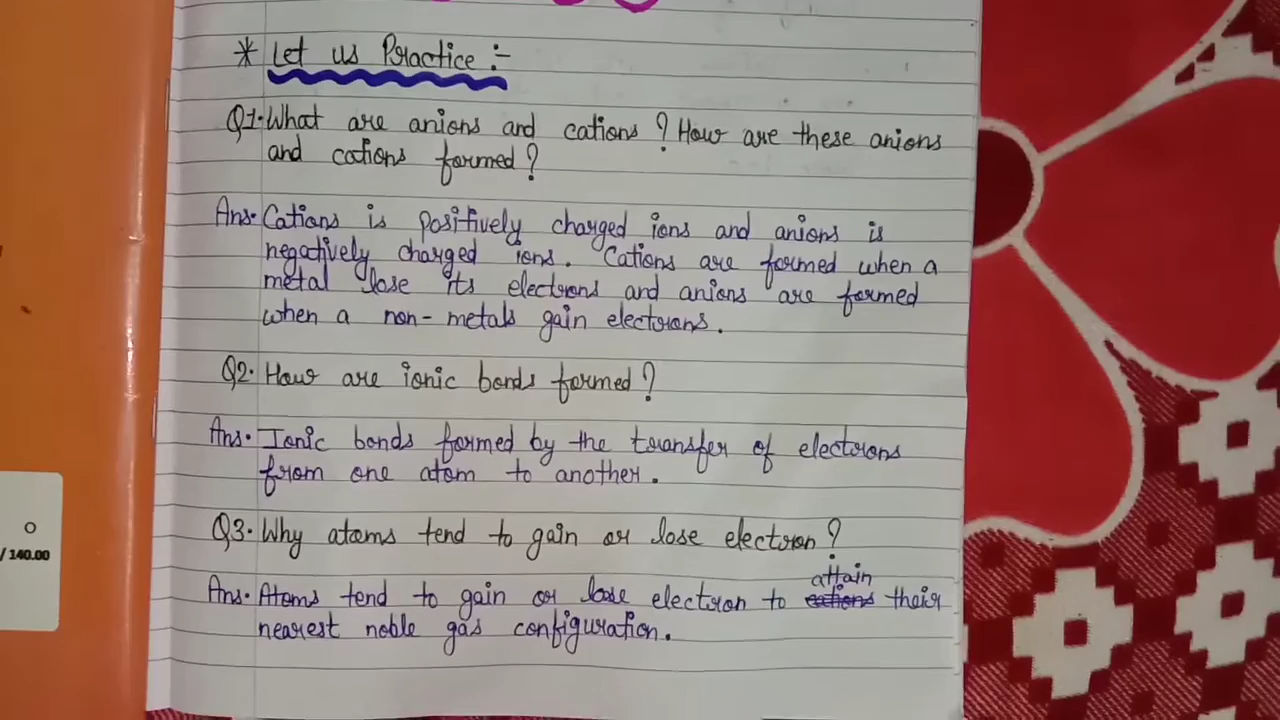 * Let us Practice :-
Q1. What are anions and cations ? How are these anions
and cations formed ?
Ans. Cations is positively charged ions and anions is
negatively charged ions. Cations are formed when a
metal lose its electrons and anions are formed
when a non-metals gain electrons.
Q2. How are ionic bonds formed ?
Ans. Ionic bonds formed by the transfer of electrons
from one atom to another.
Q3. Why atoms tend to gain or lose electron ?
attain
Ans. Atoms tend to gain or lose electron to cations their
nearest noble gas configuration.
/ 140.00